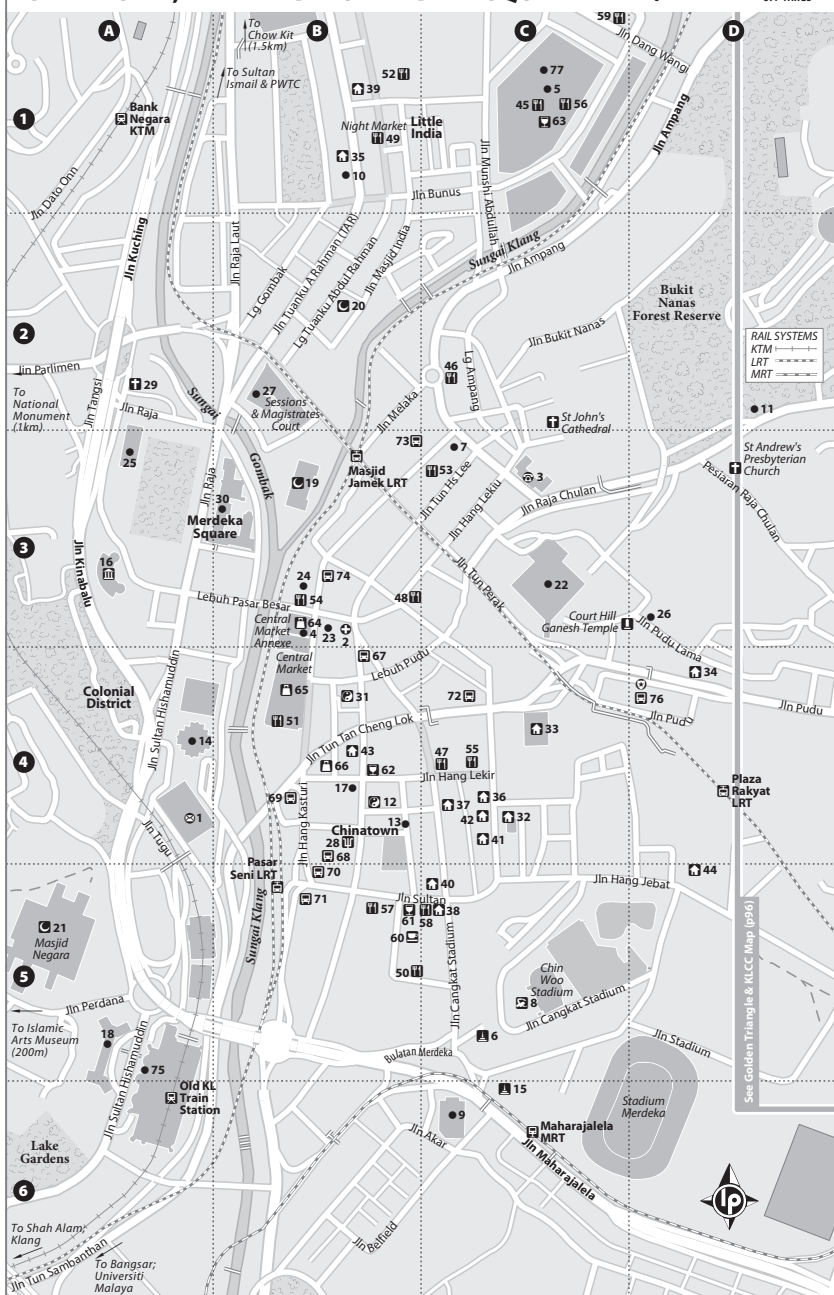 A
B
C
D
To
Chow Kit
(1.5km)
To Sultan
Ismail & PWTC
59
Jln Dang Wangi
52
39
77
5
45
56
63
1
Bank
Negara
KTM
Night Market
49
Little
India
35
10
Jln Munshi Abdullah
Jln Ampang
Jln Bunus
Jln Dato Onn
Jln Kuching
Jln Raja Laut
Lg Gombak
Jln Tuanku A Rahman (TAR)
Lg Tuanku Abdul Rahman
Jln Masjid India
20
Sungai Klang
Jln Ampang
Bukit
Nanas
Forest Reserve
2
Jln Bukit Nanas
RAIL SYSTEMS
KTM
LRT
MRT
Jln Parlimen
To
National
Monument
(1km)
Jln Tangsi
29
Jln Raja
Sungai
27
Sessions
& Magistrates
Court
Jln Melaka
46
Lg Ampang
St John's
Cathedral
11
25
Jln Raja
Gombak
19
Masjid
Jamek LRT
73
7
53
Jln Tun Hs Lee
Jln Hang Lekiu
3
Jln Raja Chulan
St Andrew's
Presbyterian
Church
Pesiaran Raja Chulan
30
Merdeka
Square
3
Jln Kinabalu
16
24
74
Lebuh Pasar Besar
54
48
Jln Tun Perak
22
Central
Market
Annexe
64
4
23
2
Court Hill
Ganesh Temple
26
Jln Pudu Lama
Central
Market
67
Lebuh Pudu
34
Colonial
District
Jln Sultan Hishamuddin
65
31
72
76
Jln Pud
Jln Pudu
51
Jln Tun Tan Cheng Lok
33
14
4
43
66
62
47
55
Jln Hang Lekir
Plaza
Rakyat
LRT
69
17
12
37
36
42
32
1
Jln Tugu
Jln Hang Kasturi
Chinatown
13
28
68
41
Pasar
Seni LRT
70
40
44
Jln Hang Jebat
71
Jln Sultan
57
61
58
38
21
Masjid
Negara
Sungai Klang
60
Jln Cangkat Stadium
50
Chin
Woo
Stadium
8
See Golden Triangle & KLCC Map (p96)
5
Jln Perdana
Jln Cangkat Stadium
To Islamic
Arts Museum
(200m)
18
Jln Sultan Hishamuddin
6
Jln Stadium
Bulatan Merdeka
75
Old KL
Train
Station
15
Stadium
Merdeka
9
Maharajalela
MRT
Jln Akar
Jln Maharajalela
Lake
Gardens
6
lp
Jln Belfield
To Shah Alam;
Klang
Jln Tun Sambanthan
To Bangsar;
Universiti
Malaya